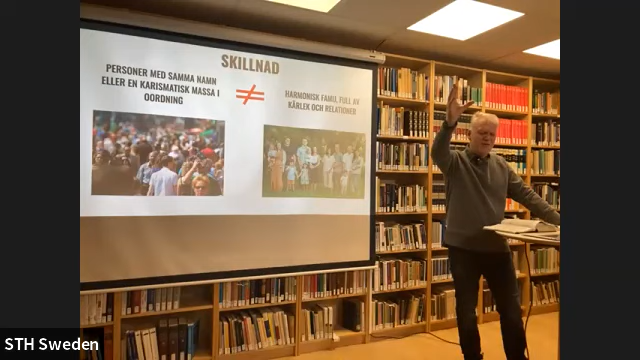 SKILLNAD
PERSONER MED SAMMA NAMN
ELLER EN KARISMATISK MASSA I
OORDNING
≠
HARMONISK FAMILJ, FULL AV
KÄRLEK OCH RELATIONER
STH Sweden